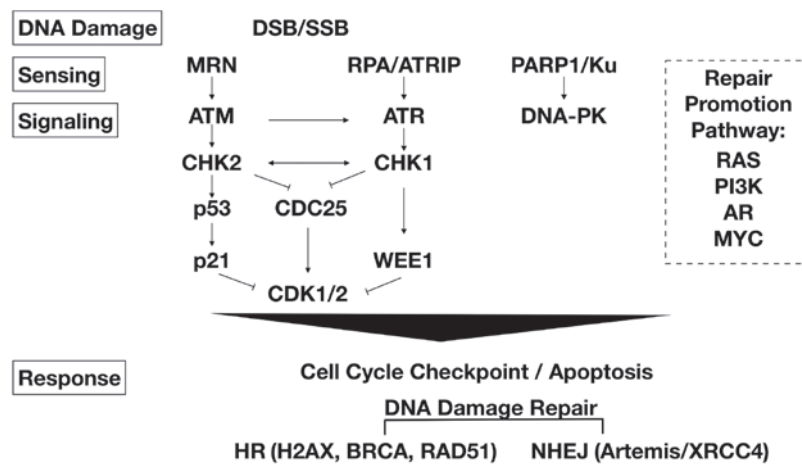 DNA Damage DSB/SSB
Sensing MRN RPA/ATRIP PARP1/Ku
Signaling ATM ATR DNA-PK
CHK2 CHK1
p53 CDC25
p21 WEE1
CDK1/2
Repair
Promotion
Pathway:
RAS
PI3K
AR
MYC
Response Cell Cycle Checkpoint / Apoptosis
DNA Damage Repair
HR (H2AX, BRCA, RAD51) NHEJ (Artemis/XRCC4)